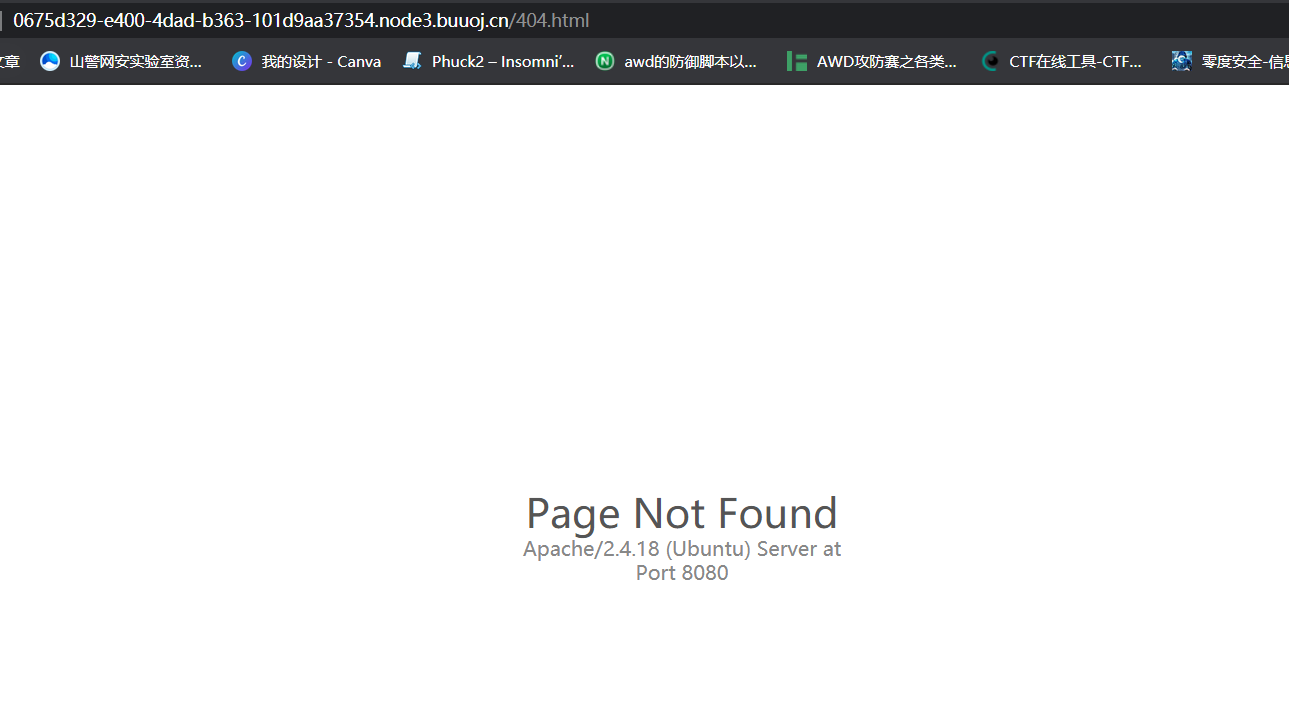 0675d329-e400-4dad-b363-101d9aa37354.node3.buuoj.cn/404.html
文章 山警网安实验室资... 我的设计 - Canva Phuck2 – Insomni'... awd的防御脚本以... AWD攻防赛之各类... CTF在线工具-CTF... 零度安全-信息
Page Not Found
Apache/2.4.18 (Ubuntu) Server at
Port 8080